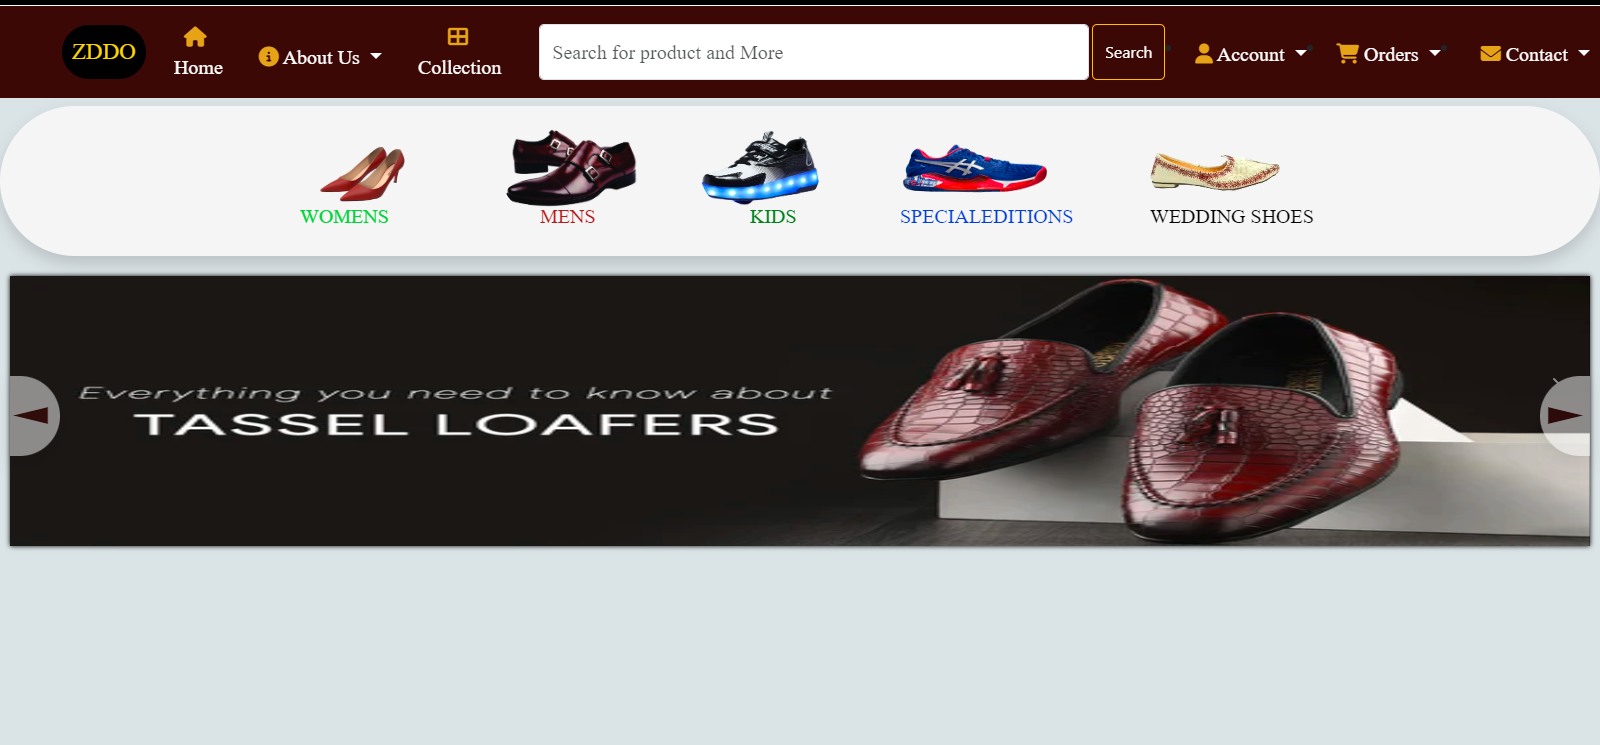 ZDDO
Home
About Us
Collection
Search for product and More
Search
Account
Orders
Contact
WOMENS
MENS
KIDS
SPECIALEDITIONS
WEDDING SHOES
Everything you need to know about
TASSEL LOAFERS